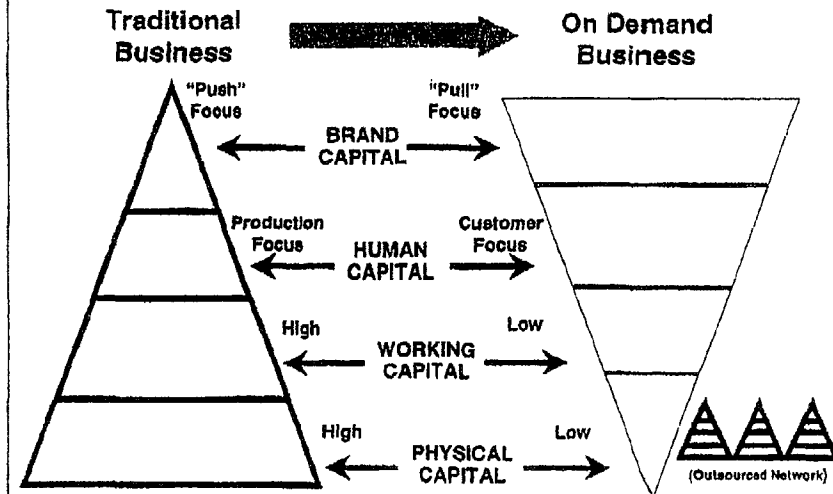 Traditional
Business
On Demand
Business
"Push"
Focus
"Pull"
Focus
BRAND
CAPITAL
Production
Focus
Customer
Focus
HUMAN
CAPITAL
High
Low
WORKING
CAPITAL
High
Low
PHYSICAL
CAPITAL
(Outsourced Network)